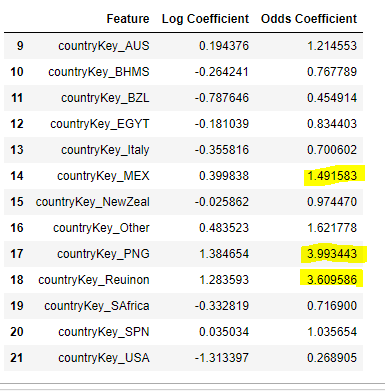 Feature Log Coefficient Odds Coefficient
9 countryKey_AUS 0.194376 1.214553
10 countryKey_BHMS -0.264241 0.767789
11 countryKey_BZL -0.787646 0.454914
12 countryKey_EGYT -0.181039 0.834403
13 countryKey_Italy -0.355816 0.700602
14 countryKey_MEX 0.399838 1.491583
15 countryKey_NewZeal -0.025862 0.974470
16 countryKey_Other 0.483523 1.621778
17 countryKey_PNG 1.384654 3.993443
18 countryKey_Reuinon 1.283593 3.609586
19 countryKey_SAfrica -0.332819 0.716900
20 countryKey_SPN 0.035034 1.035654
21 countryKey_USA -1.313397 0.268905